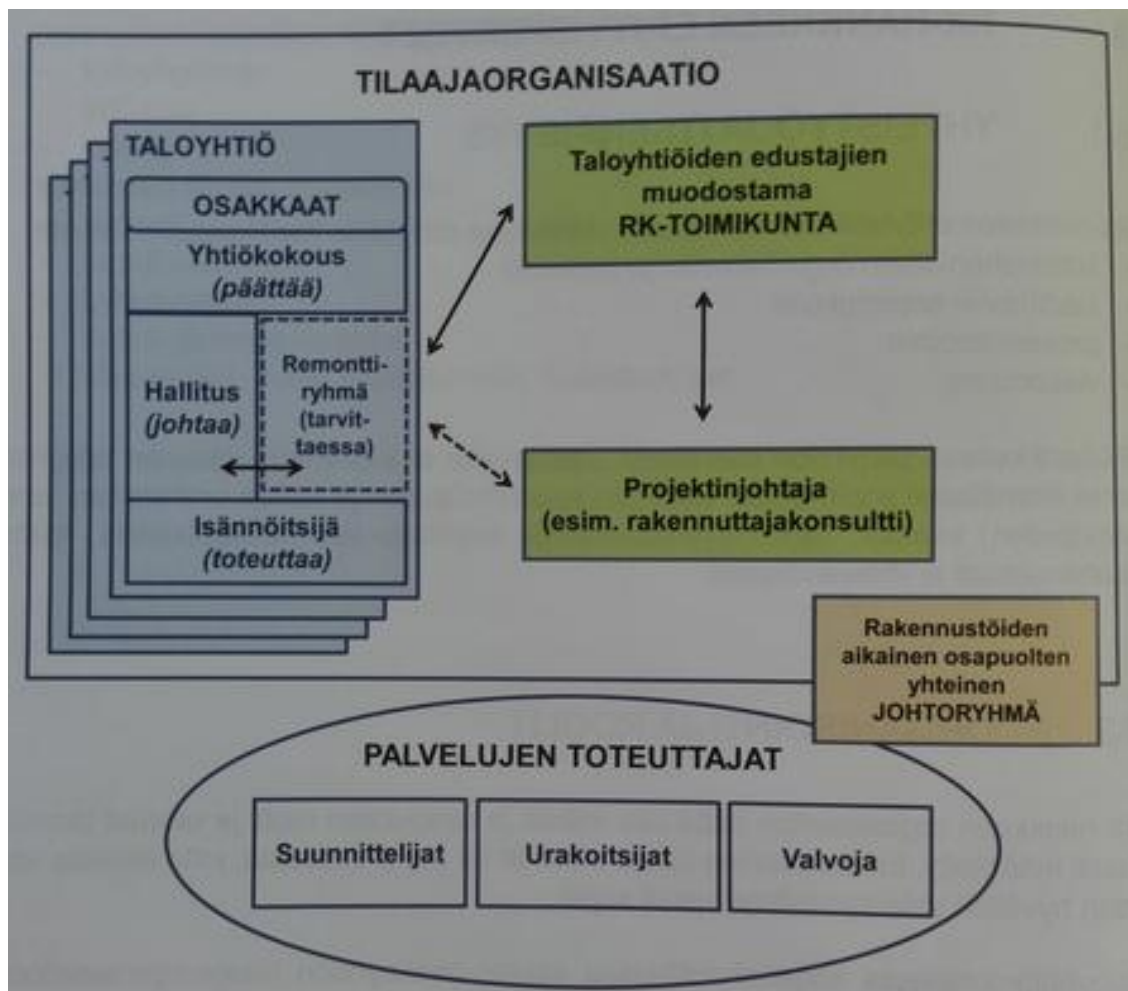 TILAAJAORGANISAATIO
TALOYHTIÖ
OSAKKAAT
Yhtiökokous
(päättää)
Hallitus
(johtaa)
Remontti-
ryhmä
(tarvit-
taessa)
Isännöitsijä
(toteuttaa)
Taloyhtiöiden edustajien
muodostama
RK-TOIMIKUNTA
Projektinjohtaja
(esim. rakennuttajakonsultti)
Rakennustöiden
aikainen osapuolten
yhteinen
JOHTORYHMÄ
PALVELUJEN TOTEUTTAJAT
Suunnittelijat
Urakoitsijat
Valvoja